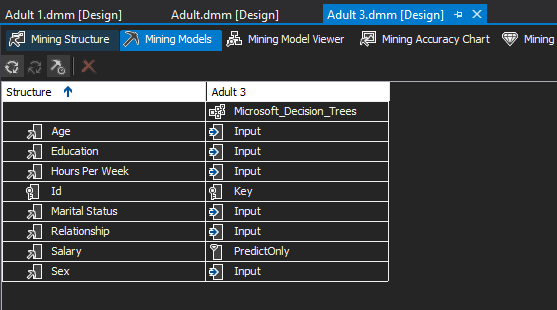 Adult 1.dmm [Design] Adult.dmm [Design] Adult 3.dmm [Design]
Mining Structure Mining Models Mining Model Viewer Mining Accuracy Chart Mining
Structure Adult 3
Microsoft_Decision_Trees
Age Input
Education Input
Hours Per Week Input
Id Key
Marital Status Input
Relationship Input
Salary PredictOnly
Sex Input